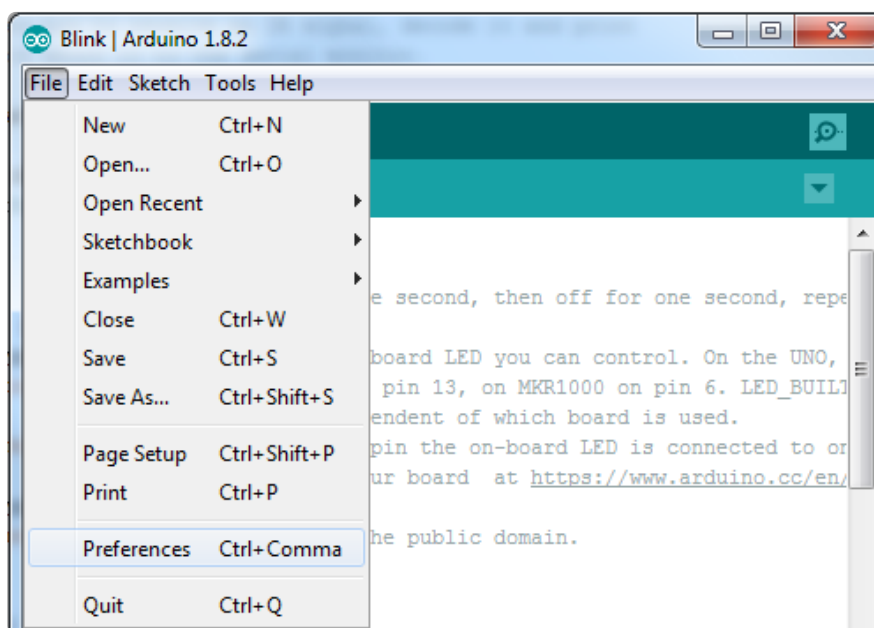 Blink | Arduino 1.8.2
File Edit Sketch Tools Help
New Ctrl+N
Open... Ctrl+O
Open Recent
Sketchbook
Examples
Close Ctrl+W
Save Ctrl+S
Save As... Ctrl+Shift+S
Page Setup Ctrl+Shift+P
Print Ctrl+P
Preferences Ctrl+Comma
Quit Ctrl+Q
e second, then off for one second, repe
board LED you can control. On the UNO,
pin 13, on MKR1000 on pin 6. LED_BUILT
endent of which board is used.
pin the on-board LED is connected to on
ur board at https://www.arduino.cc/en/
he public domain.